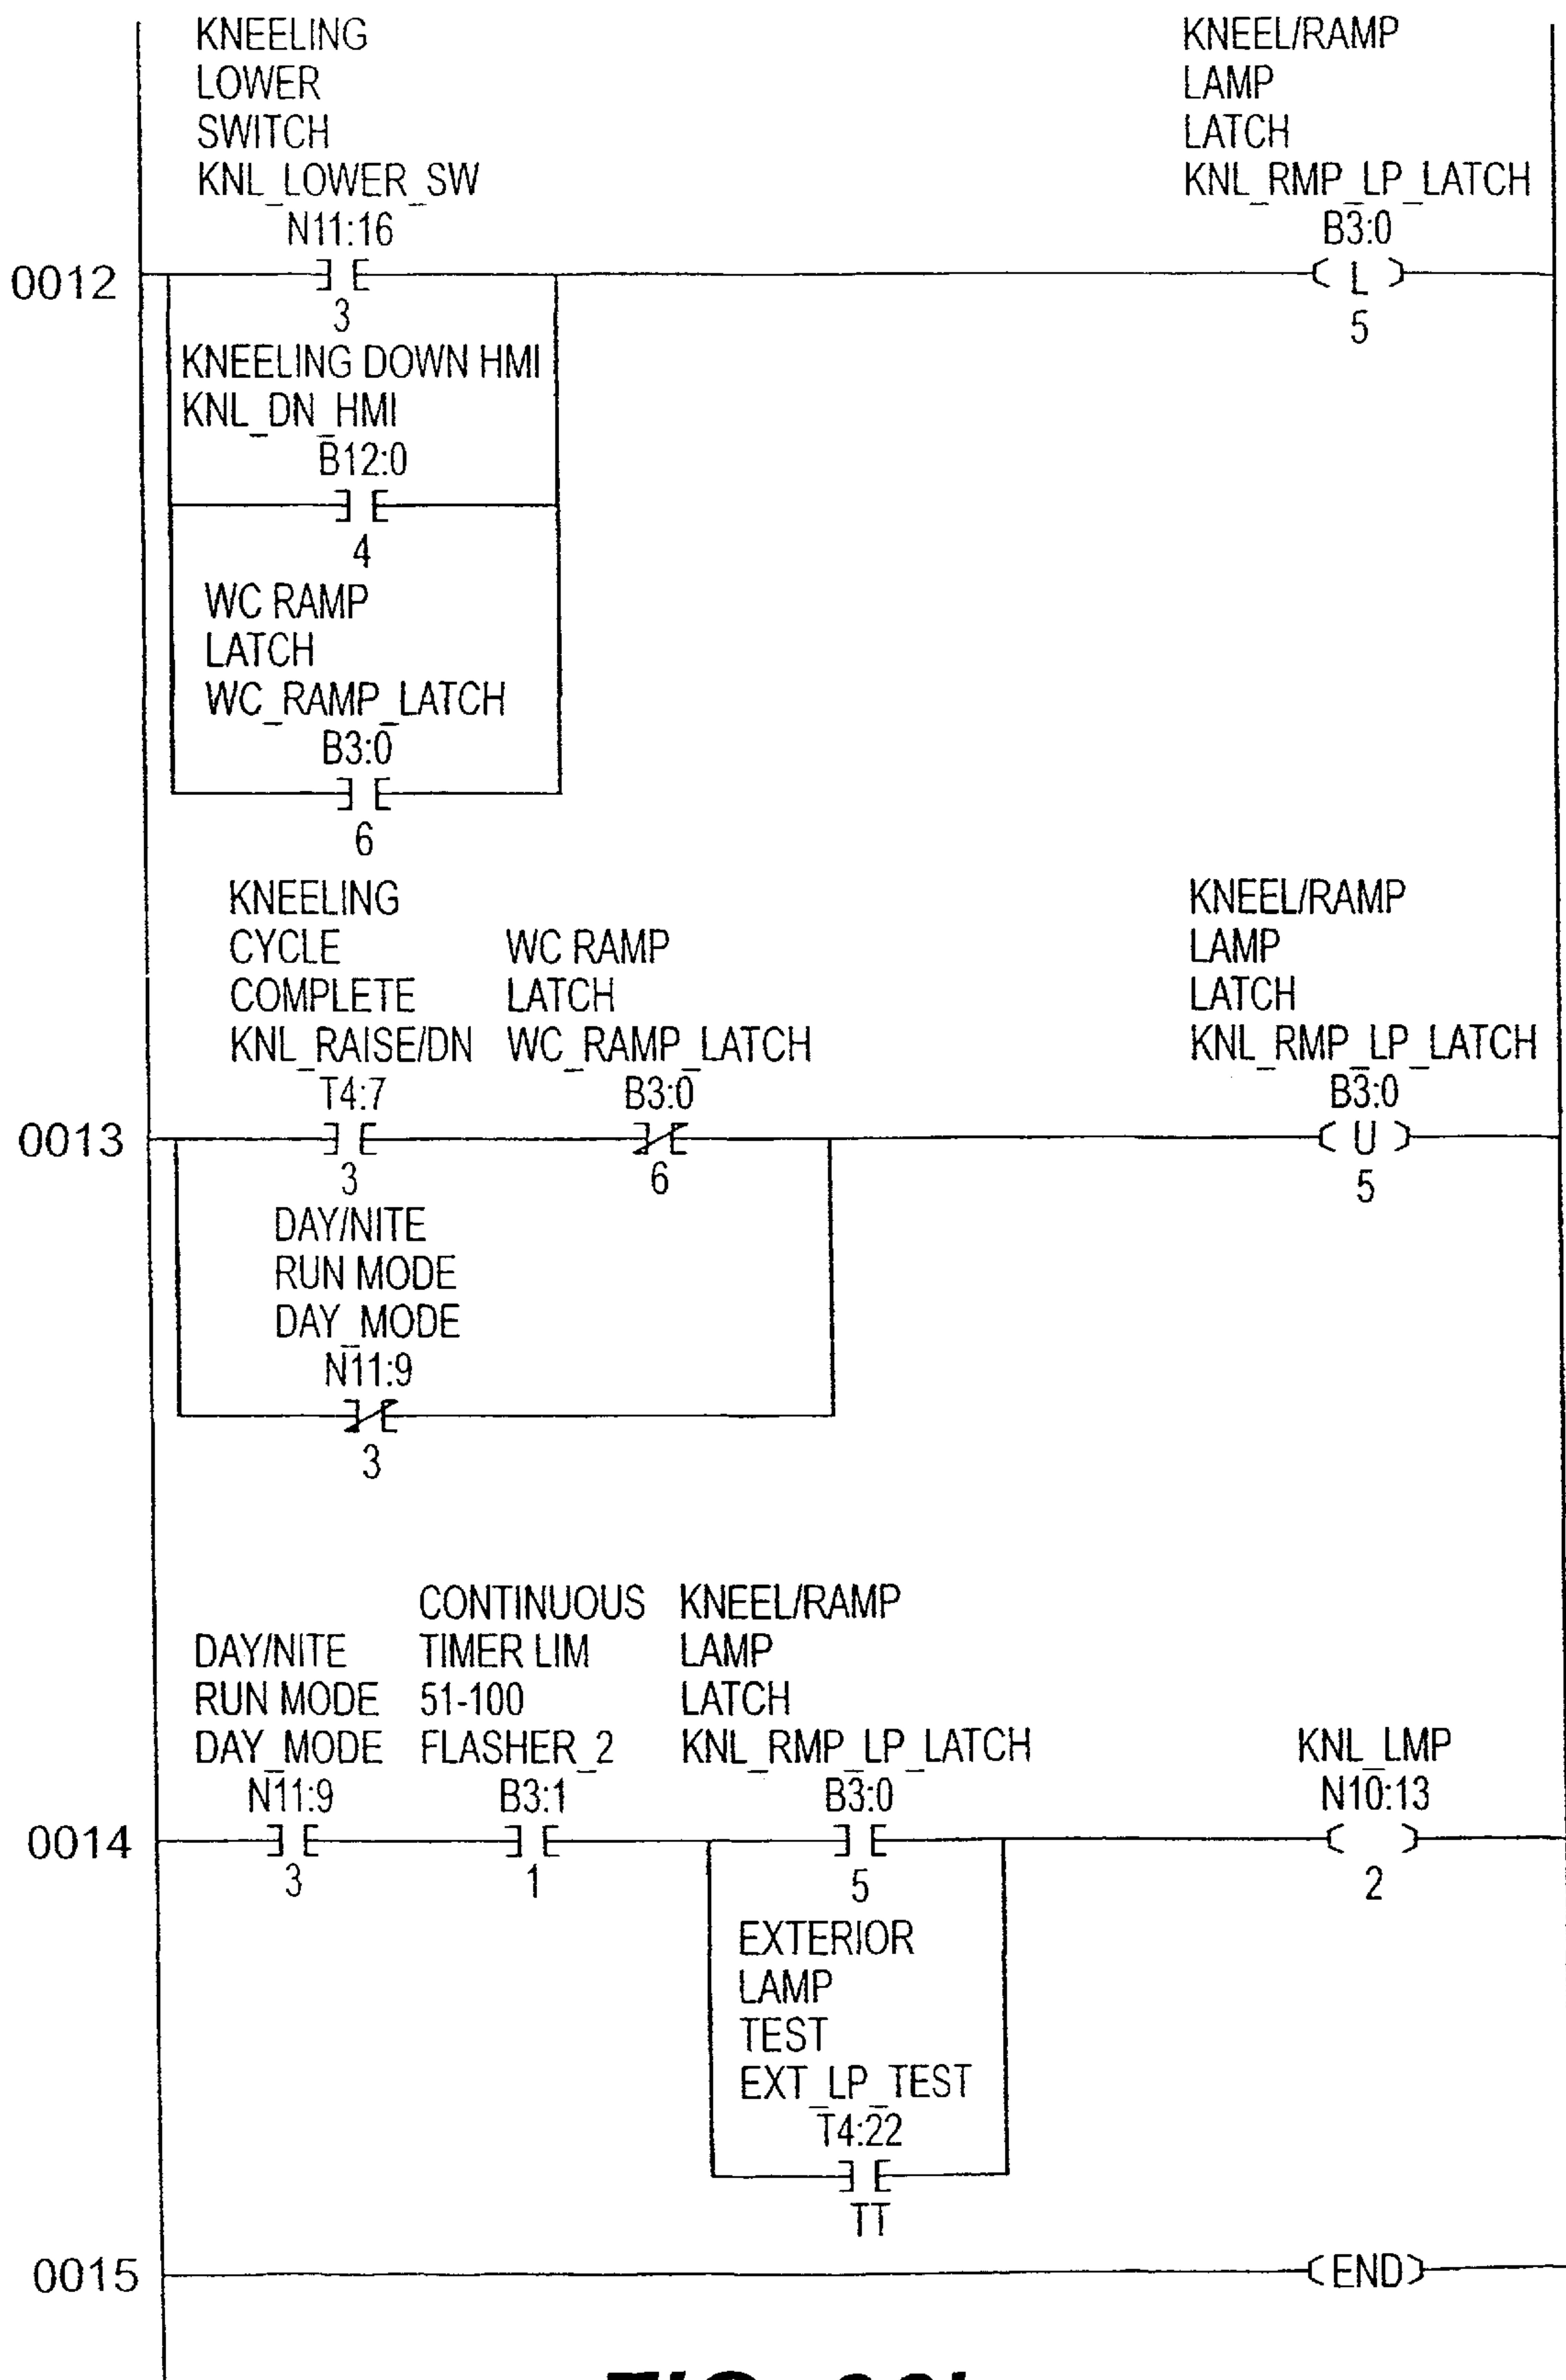 KNEELING
LOWER
SWITCH
KNL_LOWER_SW
N11:16
KNEEL/RAMP
LAMP
LATCH
KNL_RMP_LP_LATCH
B3:0
0012
L
3
5
KNEELING DOWN HMI
KNL_DN_HMI
B12:0
4
WC RAMP
LATCH
WC_RAMP_LATCH
B3:0
6
KNEELING
CYCLE
COMPLETE
KNL_RAISE/DN
T4:7
WC RAMP
LATCH
WC_RAMP_LATCH
B3:0
KNEEL/RAMP
LAMP
LATCH
KNL_RMP_LP_LATCH
B3:0
0013
U
3
6
5
DAY/NITE
RUN MODE
DAY_MODE
N11:9
3
DAY/NITE
RUN MODE
DAY_MODE
N11:9
CONTINUOUS
TIMER LIM
51-100
FLASHER_2
B3:1
KNEEL/RAMP
LAMP
LATCH
KNL_RMP_LP_LATCH
B3:0
KNL_LMP
N10:13
0014
3
1
5
2
EXTERIOR
LAMP
TEST
EXT_LP_TEST
T4:22
TT
0015
END